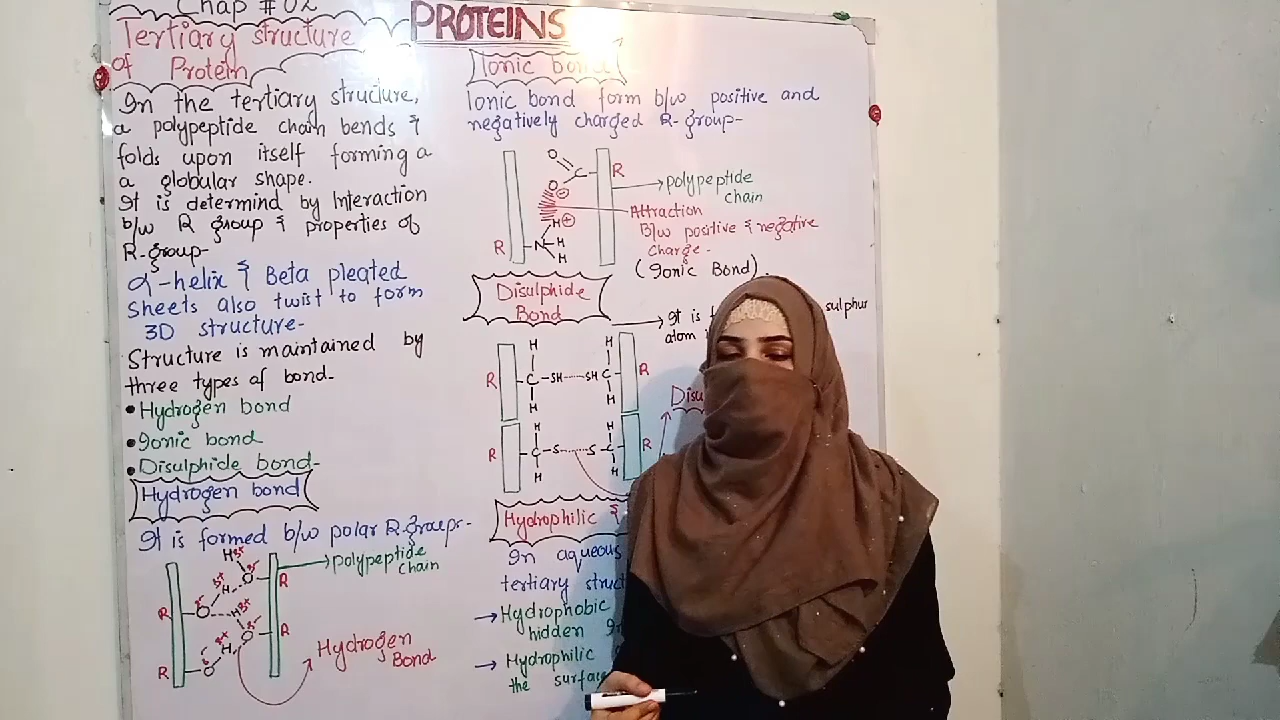 Chap #02
PROTEINS
Tertiary structure
of Protein
In the tertiary structure,
a polypeptide chain bends &
folds upon itself forming a
a globular shape.
It is determind by Interaction
b/w R group & properties of
R-group-
α-helix & Beta pleated
sheets also twist to form
3D structure-
Structure is maintained by
three types of bond-
• Hydrogen bond
• Ionic bond
• Disulphide bond-
Hydrogen bond
It is formed b/w polar R.groups-
polypeptide
chain
R
R
R
R
Hydrogen
Bond
Ionic bond
Ionic bond form b/w positive and
negatively charged R-group-
O
C
R
O
⊖
polypeptide
chain
Attraction
B/w positive & negative
charge-
(Ionic Bond)
H ⊕
R
N H
H
Disulphide
Bond
It is
sulphur
atom
H H
R C-SH SH C R
H H
H H
R C-S S-C R
H H
Hydrophilic &
In aqueous
tertiary
→ Hydrophobic
hidden
→ Hydrophilic
the